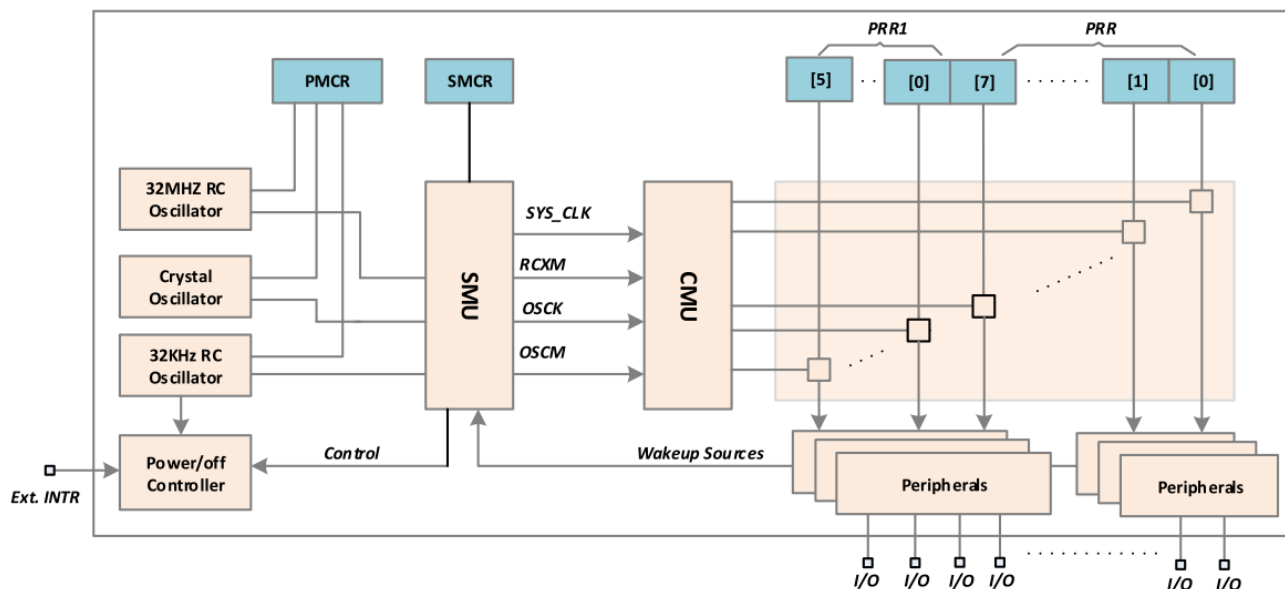 PRR1
PRR
PMCR
SMCR
[5]
[0]
[7]
[1]
[0]
32MHZ RC
Oscillator
SYS_CLK
RCXM
Crystal
Oscillator
SMU
CMU
OSCK
32KHz RC
Oscillator
OSCM
Power/off
Controller
Control
Wakeup Sources
Peripherals
Peripherals
Ext. INTR
I/O
I/O
I/O
I/O
I/O
I/O